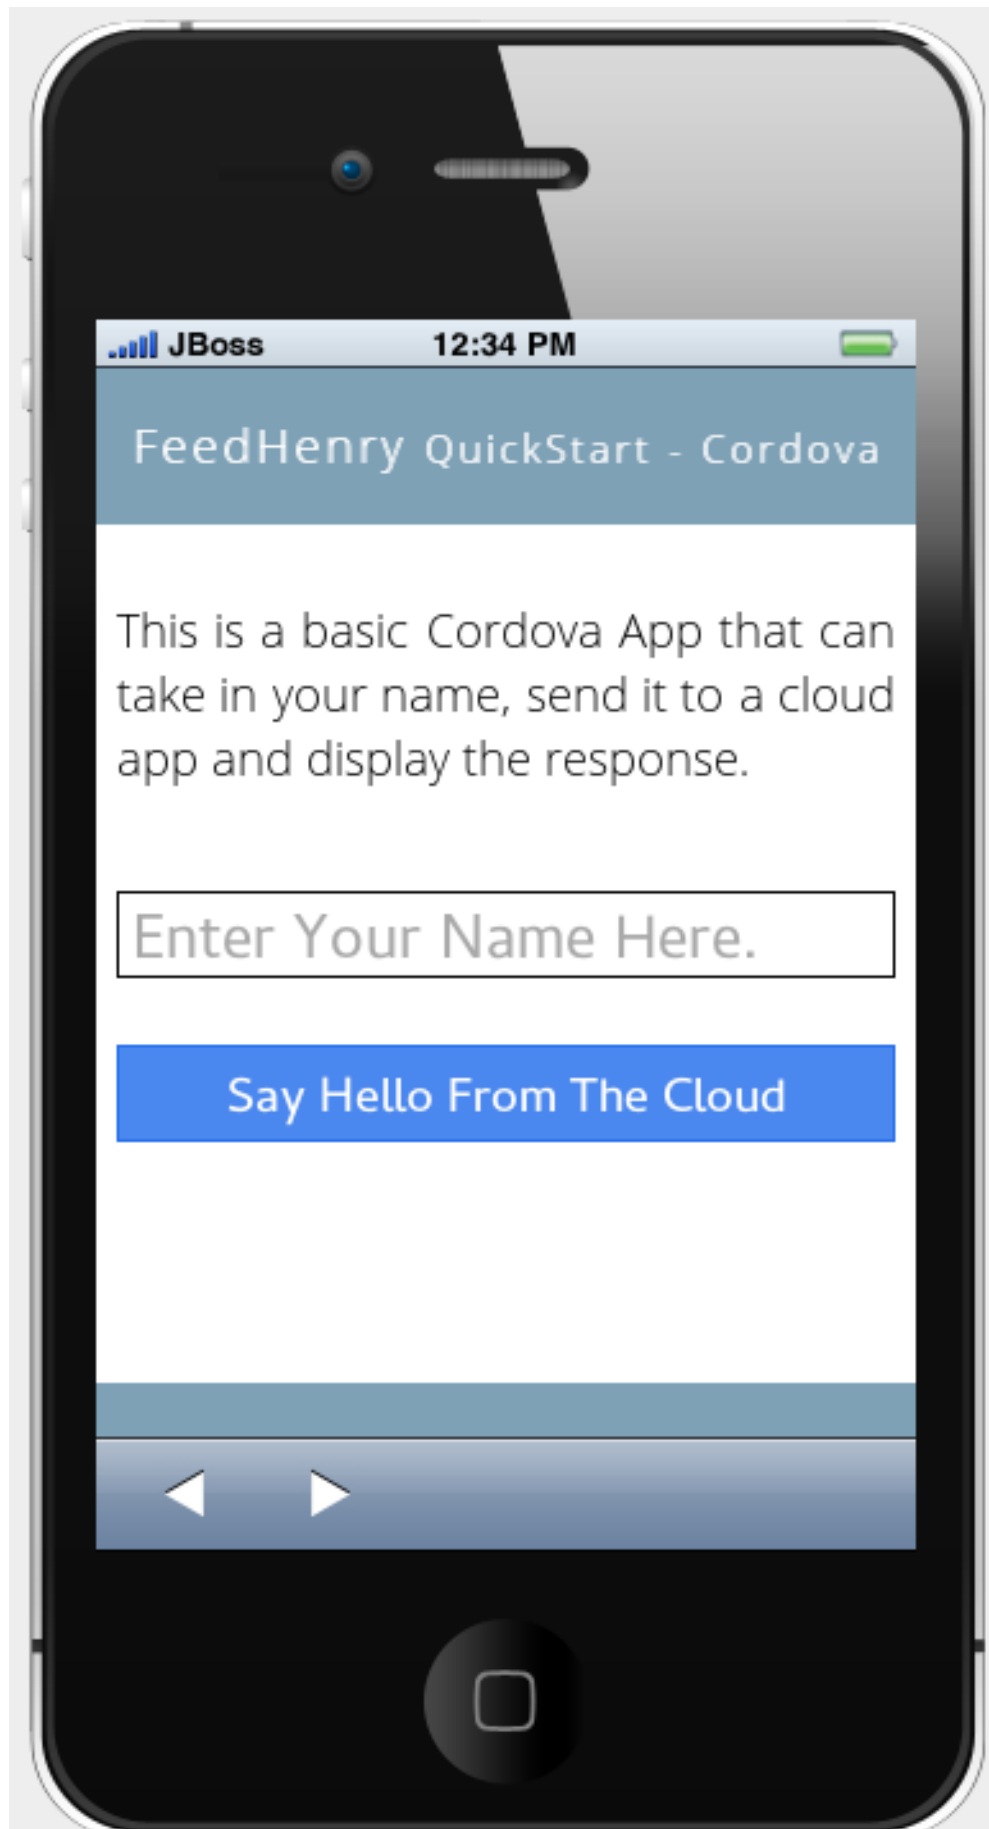 JBoss 12:34 PM
FeedHenry QuickStart - Cordova
This is a basic Cordova App that can
take in your name, send it to a cloud
app and display the response.
Enter Your Name Here.
Say Hello From The Cloud